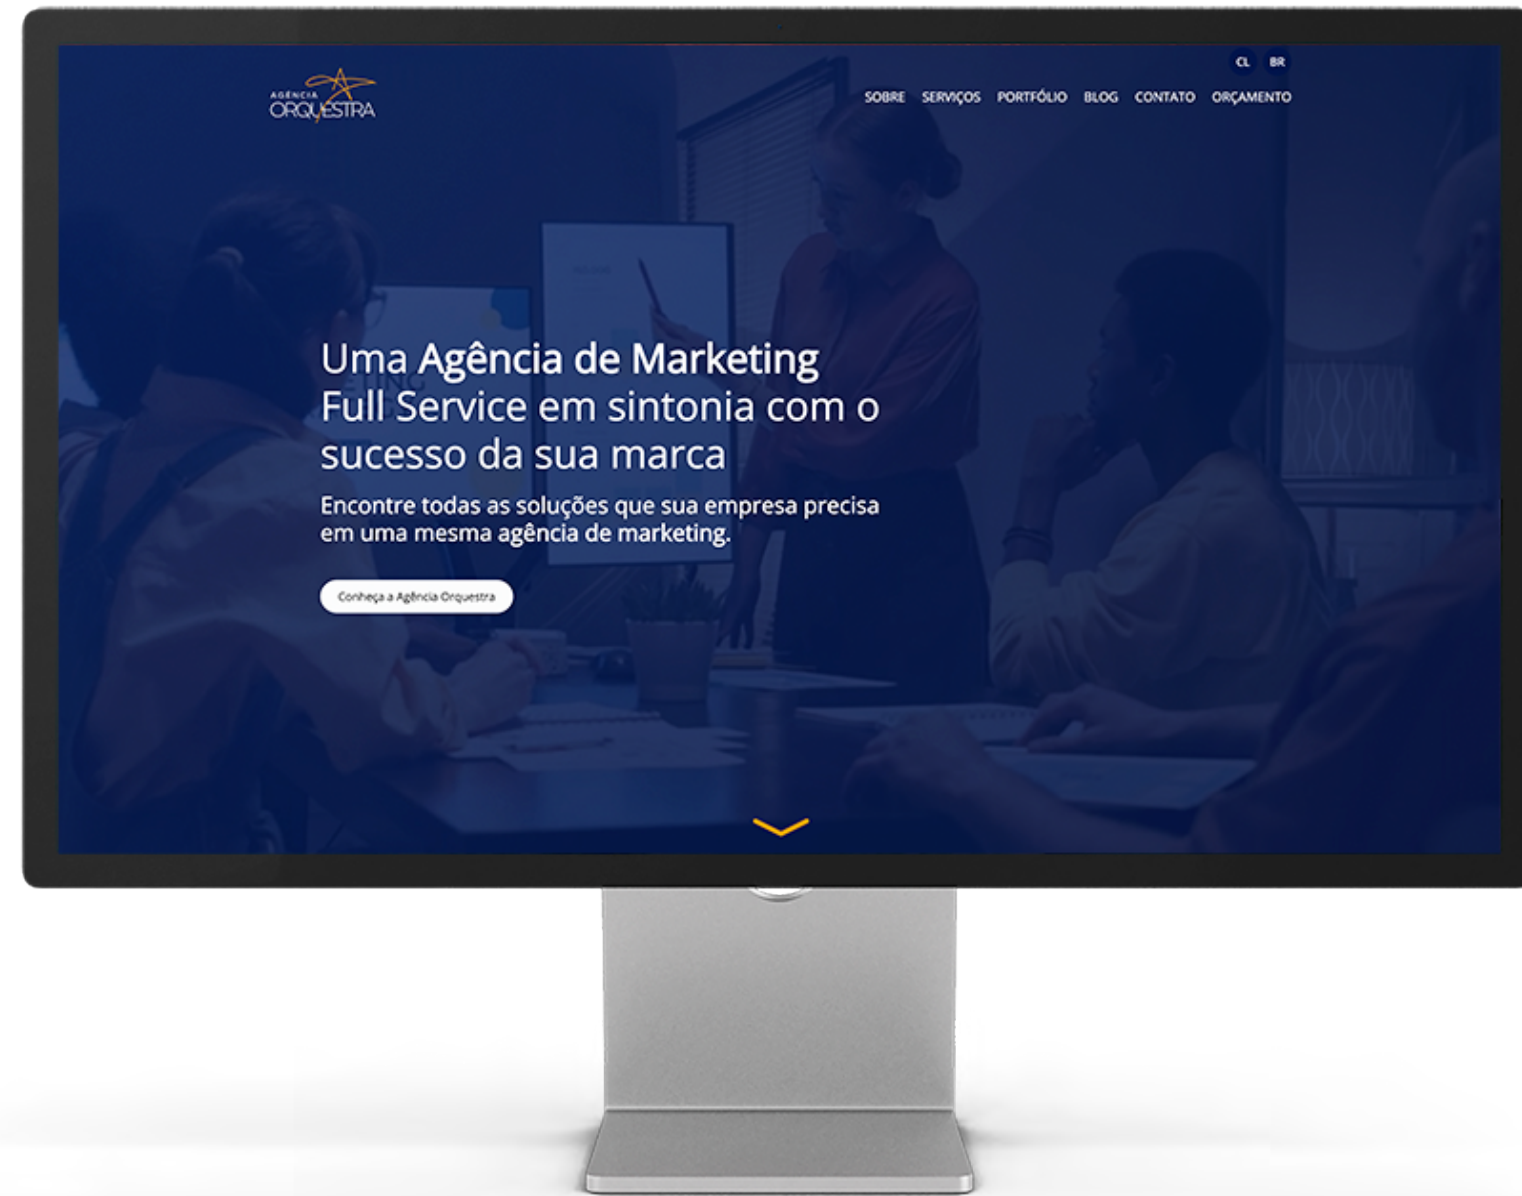 CL BR
AGÊNCIA
ORQUESTRA
SOBRE SERVIÇOS PORTFÓLIO BLOG CONTATO ORÇAMENTO
Uma Agência de Marketing
Full Service em sintonia com o
sucesso da sua marca
Encontre todas as soluções que sua empresa precisa
em uma mesma agência de marketing.
Conheça a Agência Orquestra